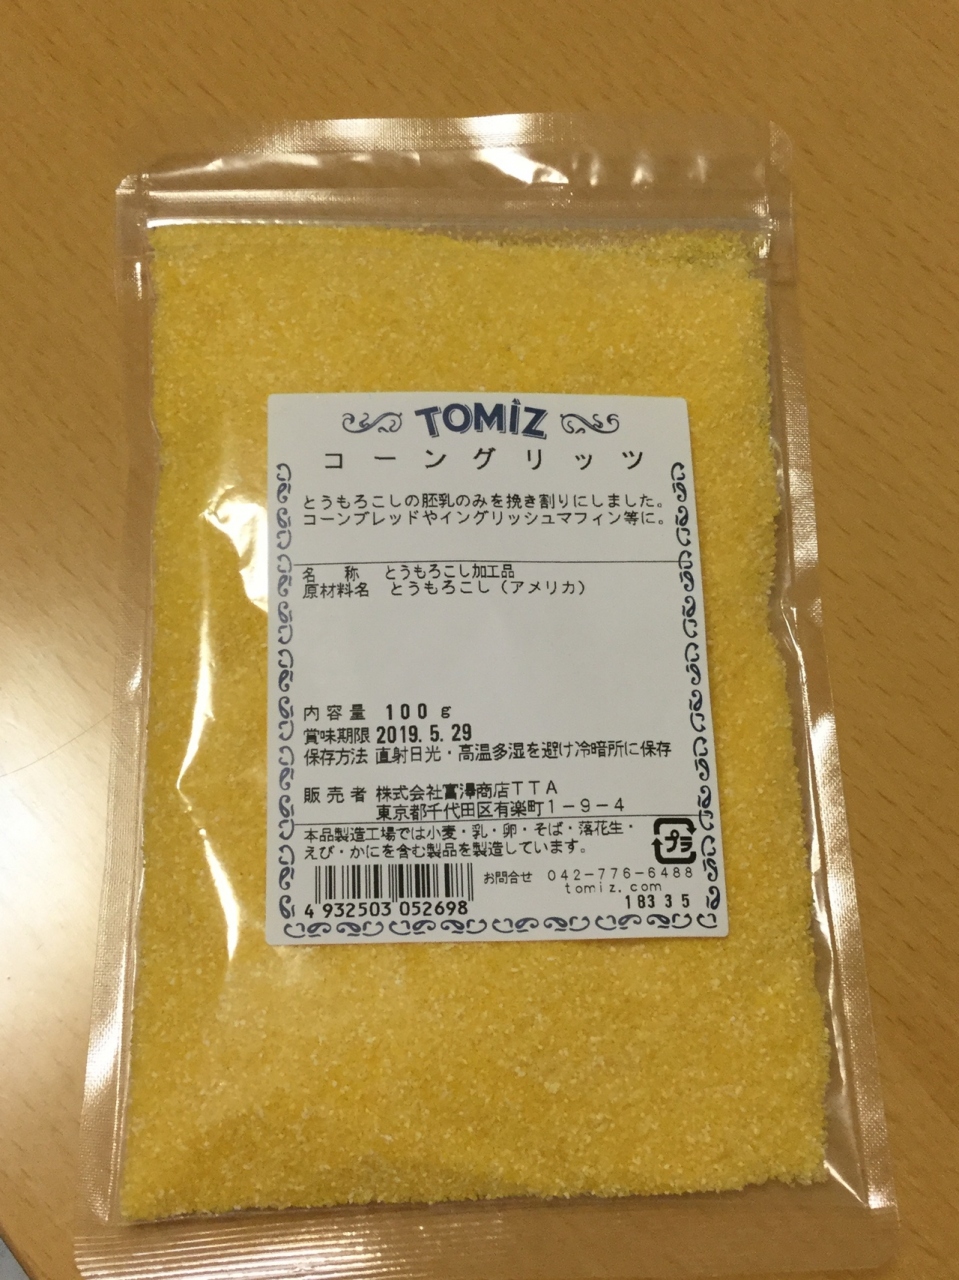 TOMIZ
コーングリッツ
とうもろこしの胚乳のみを挽き割りにしました。
コーンブレッドやイングリッシュマフィン等に。
名 称 とうもろこし加工品
原材料名 とうもろこし（アメリカ）
内容量 100g
賞味期限 2019.5.29
保存方法 直射日光・高温多湿を避け冷暗所に保存
販売者 株式会社富澤商店TTA
東京都千代田区有楽町1-9-4
本品製造工場では小麦・乳・卵・そば・落花生・
えび・かにを含む製品を製造しています。
プラ
お問合せ 042-776-6488
tomiz.com
18335
4 932503 052698